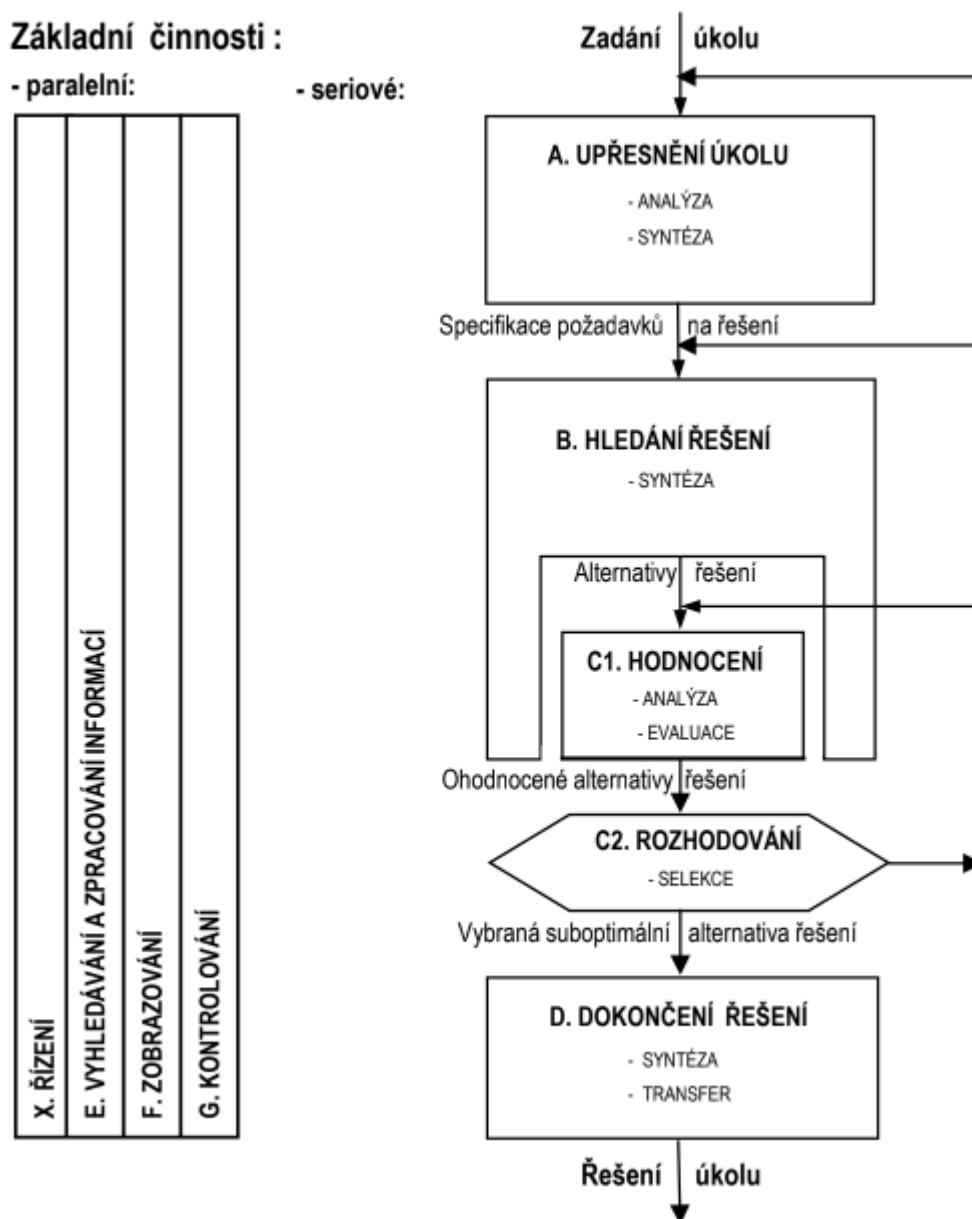 Základní činnosti :
- paralelní:
- seriové:
X. ŘÍZENÍ
E. VYHLEDÁVÁNÍ A ZPRACOVÁNÍ INFORMACÍ
F. ZOBRAZOVÁNÍ
G. KONTROLOVÁNÍ
Zadání úkolu
A. UPŘESNĚNÍ ÚKOLU
- ANALÝZA
- SYNTÉZA
Specifikace požadavků na řešení
B. HLEDÁNÍ ŘEŠENÍ
- SYNTÉZA
Alternativy řešení
C1. HODNOCENÍ
- ANALÝZA
- EVALUACE
Ohodnocené alternativy řešení
C2. ROZHODOVÁNÍ
- SELEKCE
Vybraná suboptimální alternativa řešení
D. DOKONČENÍ ŘEŠENÍ
- SYNTÉZA
- TRANSFER
Řešení úkolu